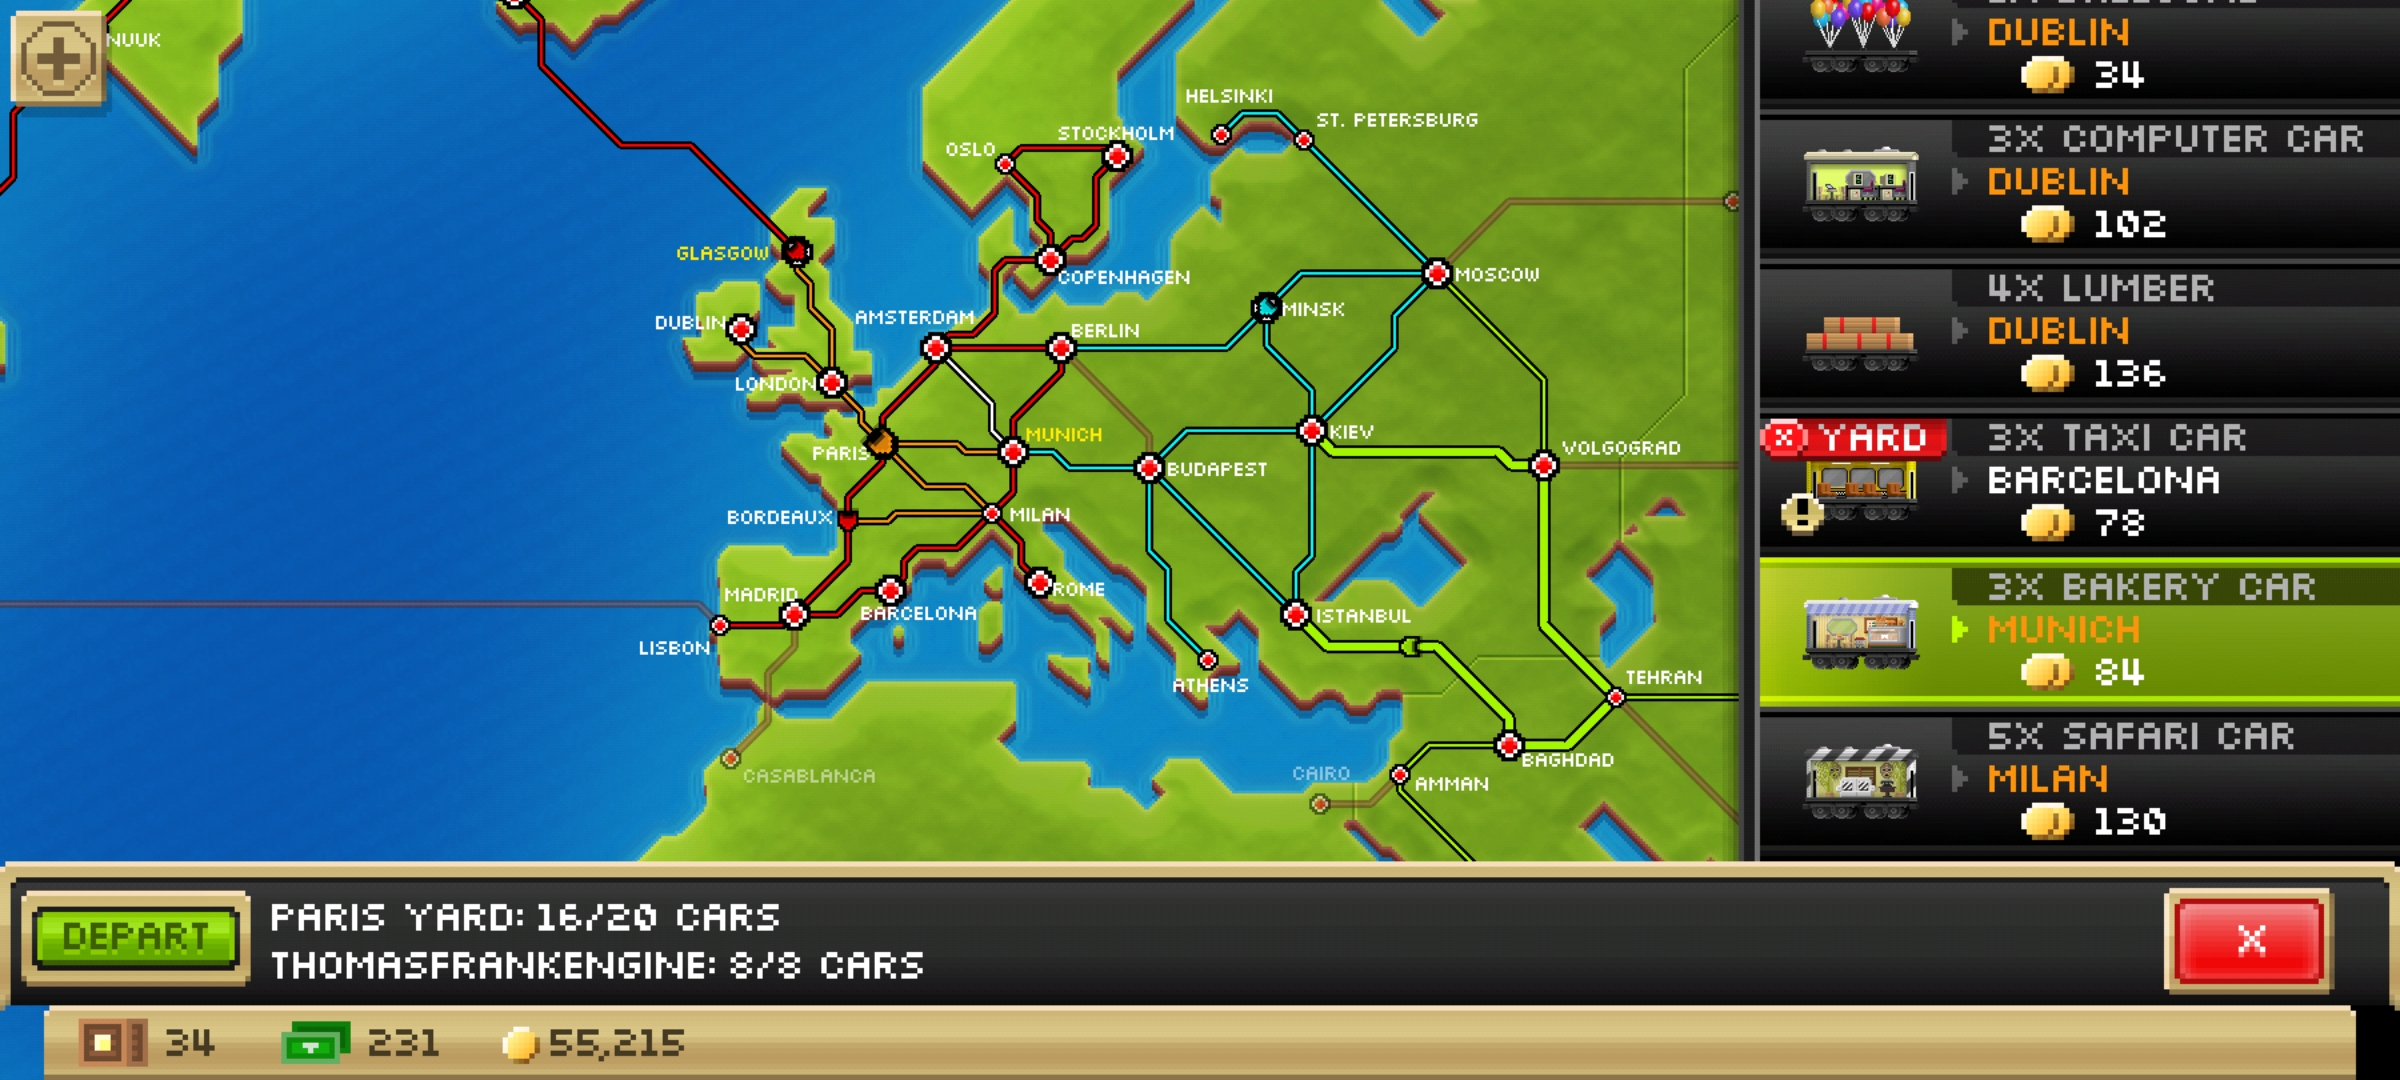 NUUK
HELSINKI
ST. PETERSBURG
STOCKHOLM
OSLO
GLASGOW
COPENHAGEN
MOSCOW
DUBLIN
AMSTERDAM
BERLIN
MINSK
LONDON
PARIS
MUNICH
KIEV
VOLGOGRAD
BUDAPEST
BORDEAUX
MILAN
MADRID
BARCELONA
ROME
ISTANBUL
LISBON
ATHENS
TEHRAN
CASABLANCA
CAIRO
AMMAN
BAGHDAD
DUBLIN
34
3X COMPUTER CAR
DUBLIN
102
4X LUMBER
DUBLIN
136
X YARD
3X TAXI CAR
BARCELONA
78
3X BAKERY CAR
MUNICH
84
5X SAFARI CAR
MILAN
130
DEPART
PARIS YARD: 16/20 CARS
THOMASFRANKENGINE: 8/8 CARS
X
34
231
55,215